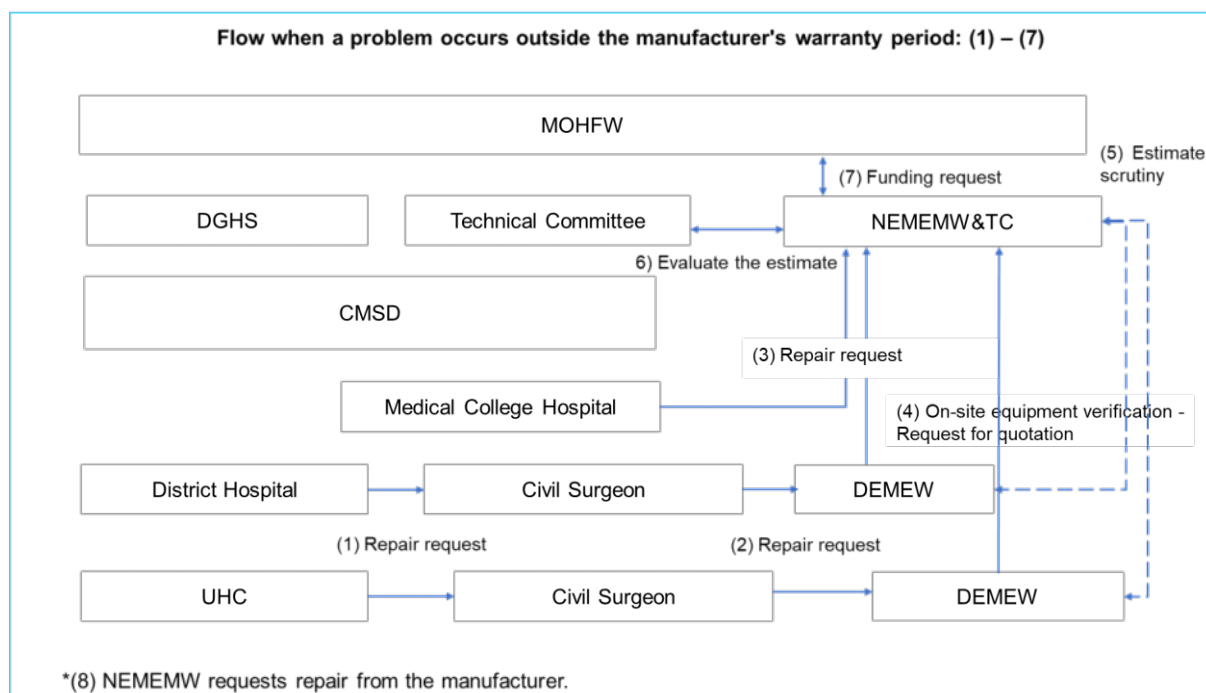 Flow when a problem occurs outside the manufacturer's warranty period: (1) – (7)
MOHFW
(5) Estimate
scrutiny
(7) Funding request
DGHS
Technical Committee
NEMEMW&TC
6) Evaluate the estimate
CMSD
(3) Repair request
Medical College Hospital
(4) On-site equipment verification -
Request for quotation
District Hospital
Civil Surgeon
DEMEW
(1) Repair request
(2) Repair request
UHC
Civil Surgeon
DEMEW
*(8) NEMEMW requests repair from the manufacturer.